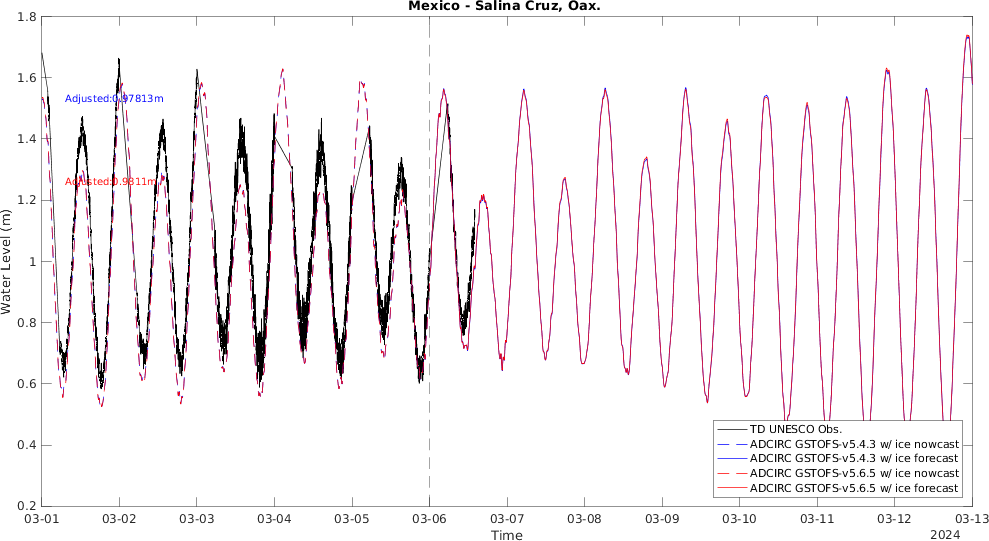 Mexico - Salina Cruz, Oax.
1.8
1.6
1.4
1.2
1
0.8
0.6
0.4
0.2
Water Level (m)
Adjusted:0.97813m
Adjusted:0.9311m
TD UNESCO Obs.
ADCIRC GSTOFS-v5.4.3 w/ ice nowcast
ADCIRC GSTOFS-v5.4.3 w/ ice forecast
ADCIRC GSTOFS-v5.6.5 w/ ice nowcast
ADCIRC GSTOFS-v5.6.5 w/ ice forecast
03-01 03-02 03-03 03-04 03-05 03-06 03-07 03-08 03-09 03-10 03-11 03-12 03-13
Time
2024